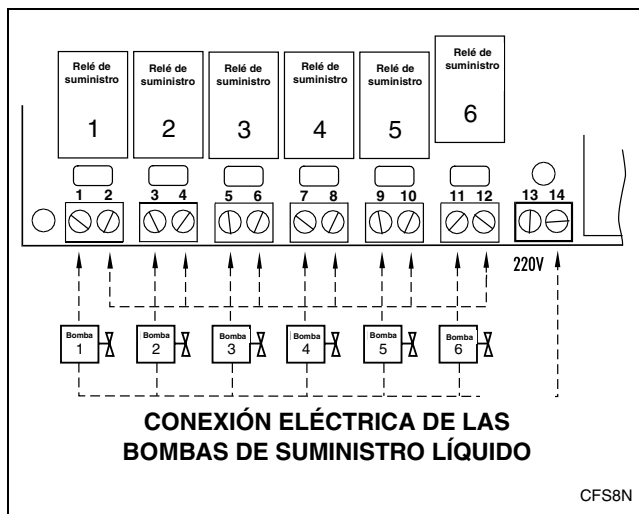 Relé de
suministro
1
Relé de
suministro
2
Relé de
suministro
3
Relé de
suministro
4
Relé de
suministro
5
Relé de
suministro
6
1 2 3 4 5 6 7 8 9 10 11 12 13 14
220V
Bomba
1
Bomba
2
Bomba
3
Bomba
4
Bomba
5
Bomba
6
CONEXIÓN ELÉCTRICA DE LAS
BOMBAS DE SUMINISTRO LÍQUIDO
CFS8N